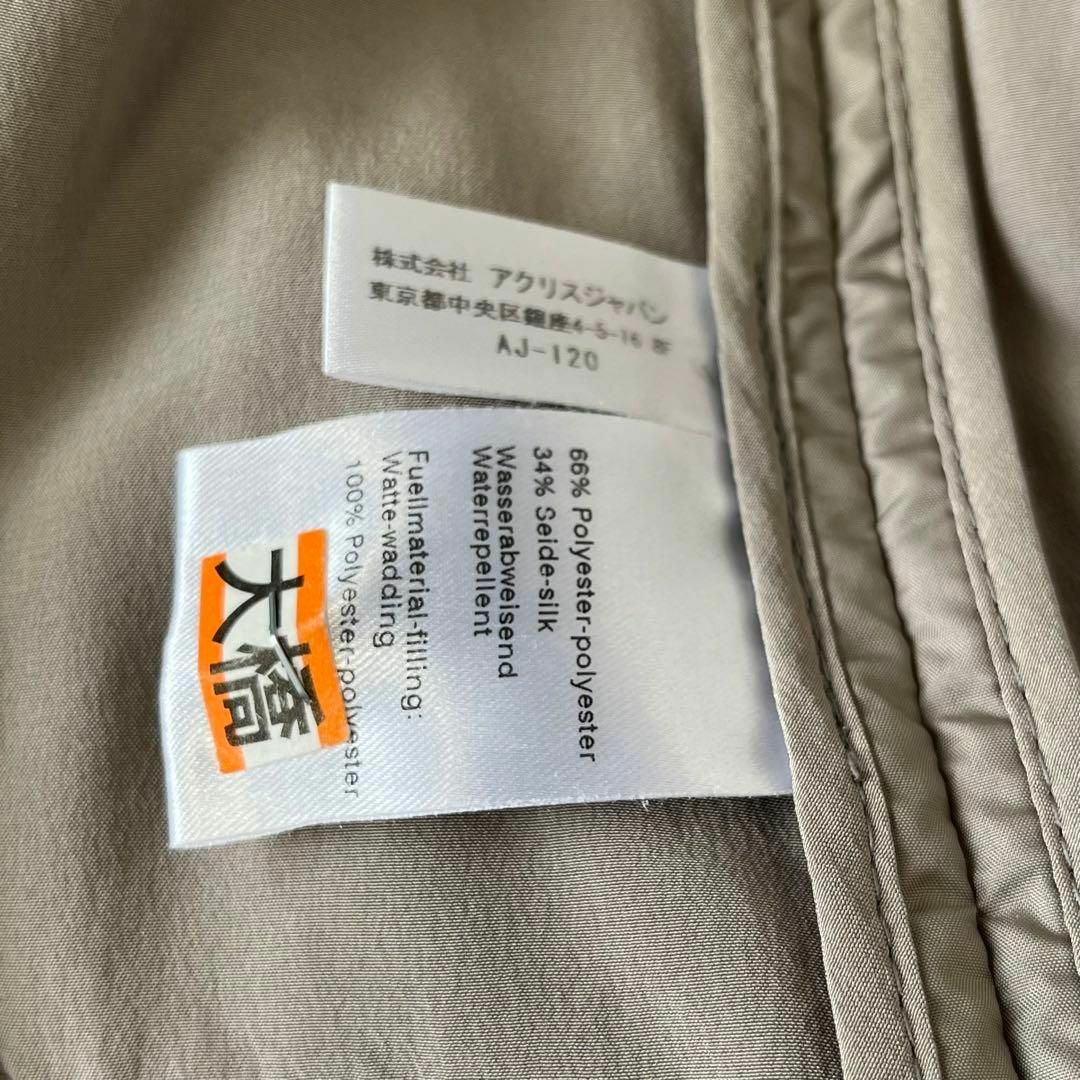 株式会社 アクリスジャパン
東京都中央区銀座4-5-16 8F
AJ-120
66% Polyester-polyester
34% Seide-silk
Wasserabweisend
Waterrepellent
Fuellmaterial-filling:
Watte-wadding
100% Polyester-polyester
大橋